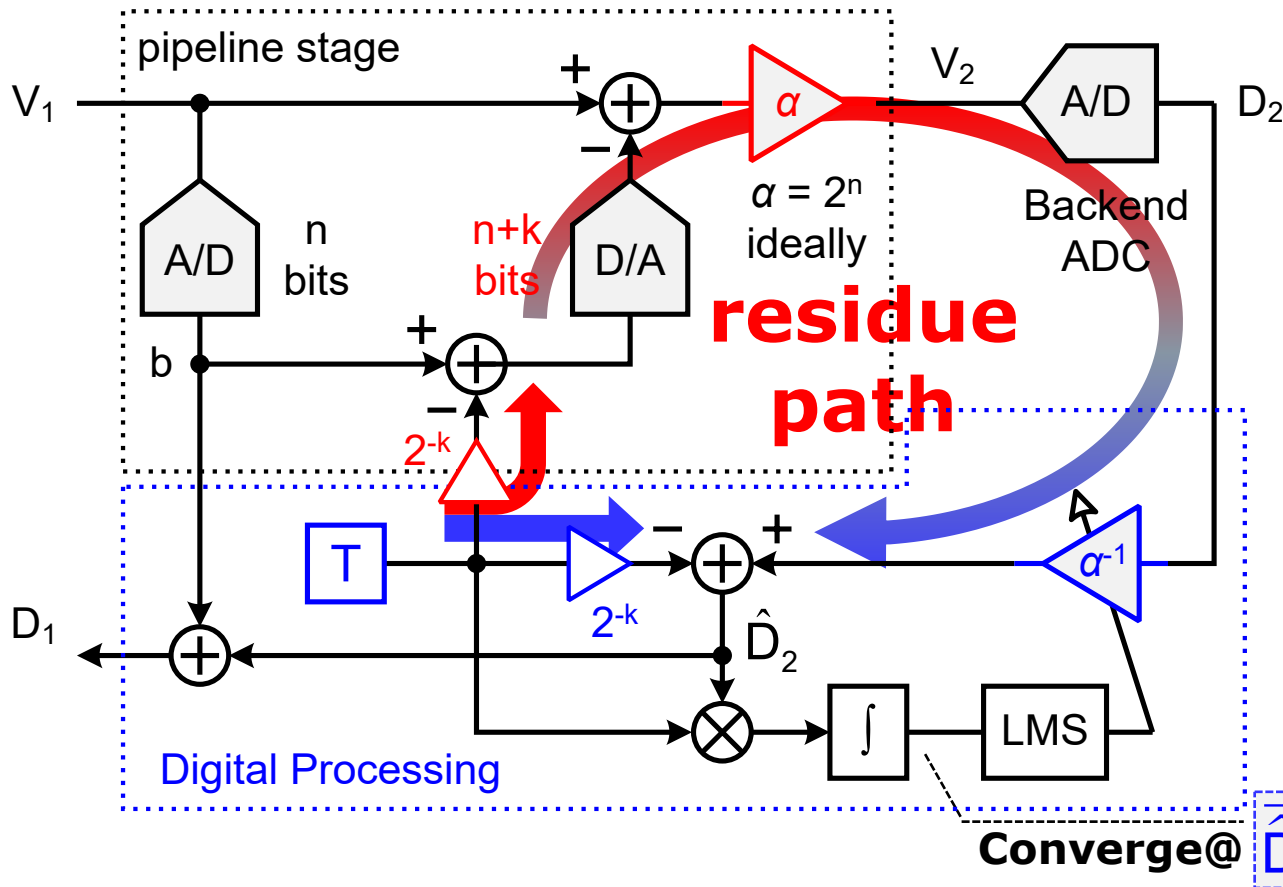 pipeline stage
V₁
+
+
−
α
V₂
A/D
D₂
A/D
n
bits
n+k
bits
D/A
α = 2ⁿ
ideally
Backend
ADC
residue
path
b
+
+
−
2⁻ᵏ
T
2⁻ᵏ
−
+
+
α⁻¹
D₁
+
D̂₂
×
∫
LMS
Digital Processing
Converge@